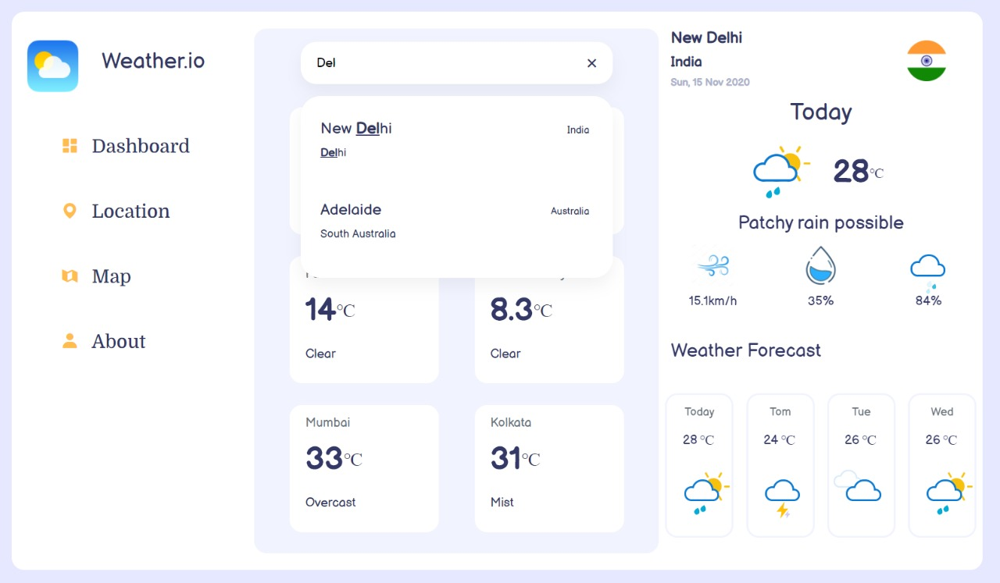 Weather.io
Dashboard
Location
Map
About
Del
New Delhi
India
Delhi
Adelaide
Australia
South Australia
14°C
Clear
8.3°C
Clear
Mumbai
33°C
Overcast
Kolkata
31°C
Mist
New Delhi
India
Sun, 15 Nov 2020
Today
28°C
Patchy rain possible
15.1km/h
35%
84%
Weather Forecast
Today
28 °C
Tom
24 °C
Tue
26 °C
Wed
26 °C